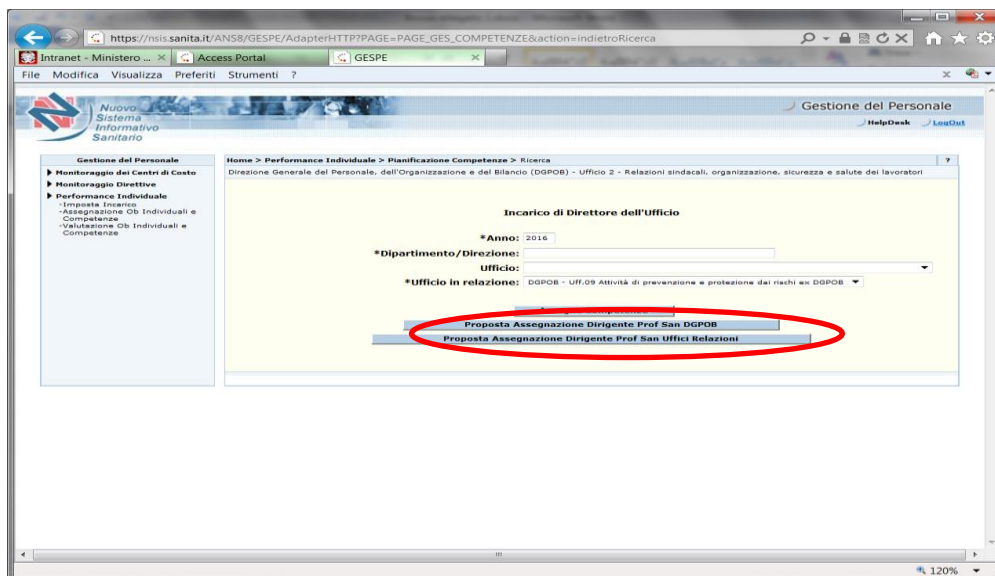 https://nsis.sanita.it/ANS8/GESPE/AdapterHTTP?PAGE=PAGE_GES_COMPETENZE&action=indietroRicerca
Intranet - Ministero ... Access Portal GESPE
File Modifica Visualizza Preferiti Strumenti ?
Nuovo
Sistema
Informativo
Sanitario
Gestione del Personale
HelpDesk LogOut
Gestione del Personale
Monitoraggio dei Centri di Costo
Monitoraggio Direttive
Performance Individuale
-Imposta Incarico
-Assegnazione Ob Individuali e
Competenze
-Valutazione Ob Individuali e
Competenze
Home > Performance Individuale > Pianificazione Competenze > Ricerca ?
Direzione Generale del Personale, dell'Organizzazione e del Bilancio (DGPOB) - Ufficio 2 - Relazioni sindacali, organizzazione, sicurezza e salute dei lavoratori
Incarico di Direttore dell'Ufficio
*Anno: 2016
*Dipartimento/Direzione:
Ufficio:
*Ufficio in relazione: DGPOB - Uff.09 Attività di prevenzione e protezione dai rischi ex DGPOB
Proposta Assegnazione Dirigente Prof San DGPOB
Proposta Assegnazione Dirigente Prof San Uffici Relazioni
120%